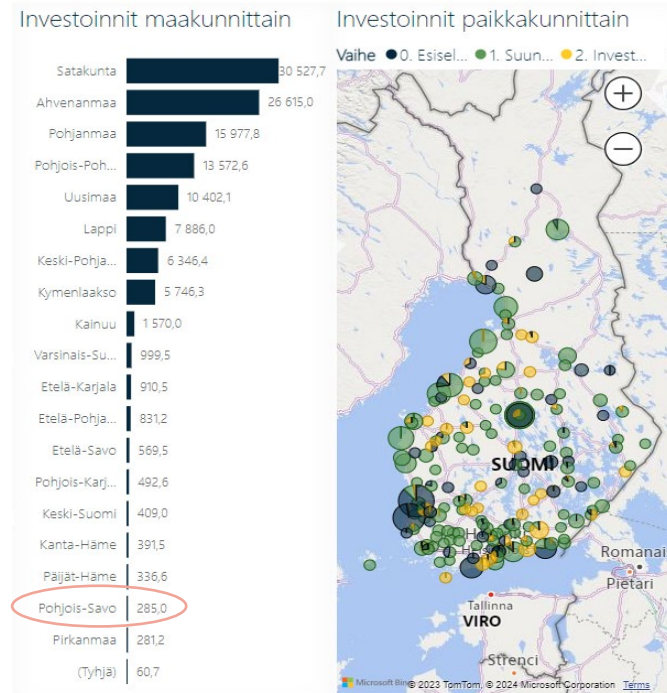 Investoinnit maakunnittain
Satakunta 30 527,7
Ahvenanmaa 26 615,0
Pohjanmaa 15 977,8
Pohjois-Poh... 13 572,6
Uusimaa 10 402,1
Lappi 7 886,0
Keski-Pohja... 6 346,4
Kymenlaakso 5 746,3
Kainuu 1 570,0
Varsinais-Su... 999,5
Etelä-Karjala 910,5
Etelä-Pohja... 831,2
Etelä-Savo 569,5
Pohjois-Karj... 492,6
Keski-Suomi 409,0
Kanta-Häme 391,5
Päijät-Häme 336,6
Pohjois-Savo 285,0
Pirkanmaa 281,2
(Tyhjä) 60,7
Investoinnit paikkakunnittain
Vaihe 0. Esisel... 1. Suun... 2. Invest...
SUOMI
Romanai
Pietari
Tallinna
VIRO
Strenci
Microsoft Bing © 2023 TomTom, © 2024 Microsoft Corporation Terms